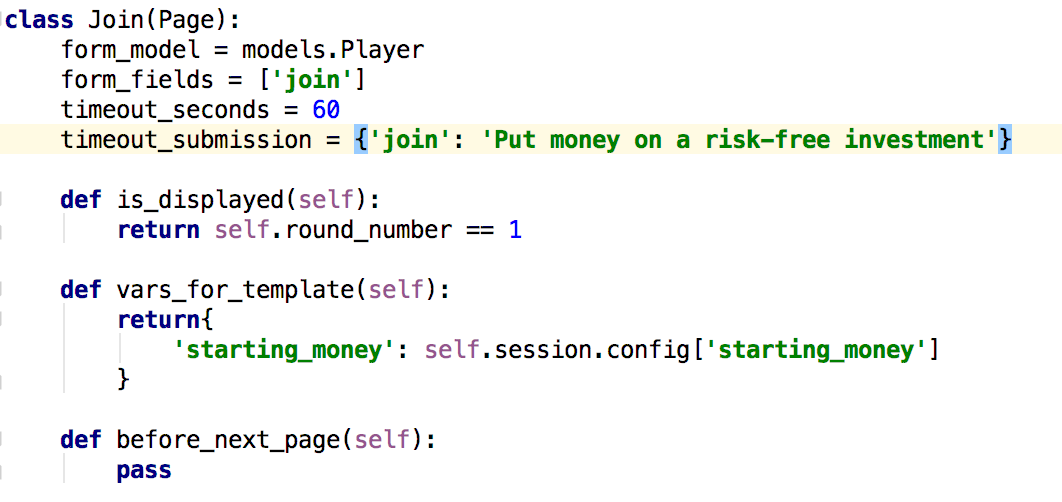 class Join(Page):
    form_model = models.Player
    form_fields = ['join']
    timeout_seconds = 60
    timeout_submission = {'join': 'Put money on a risk-free investment'}

    def is_displayed(self):
        return self.round_number == 1

    def vars_for_template(self):
        return{
            'starting_money': self.session.config['starting_money']
        }

    def before_next_page(self):
        pass